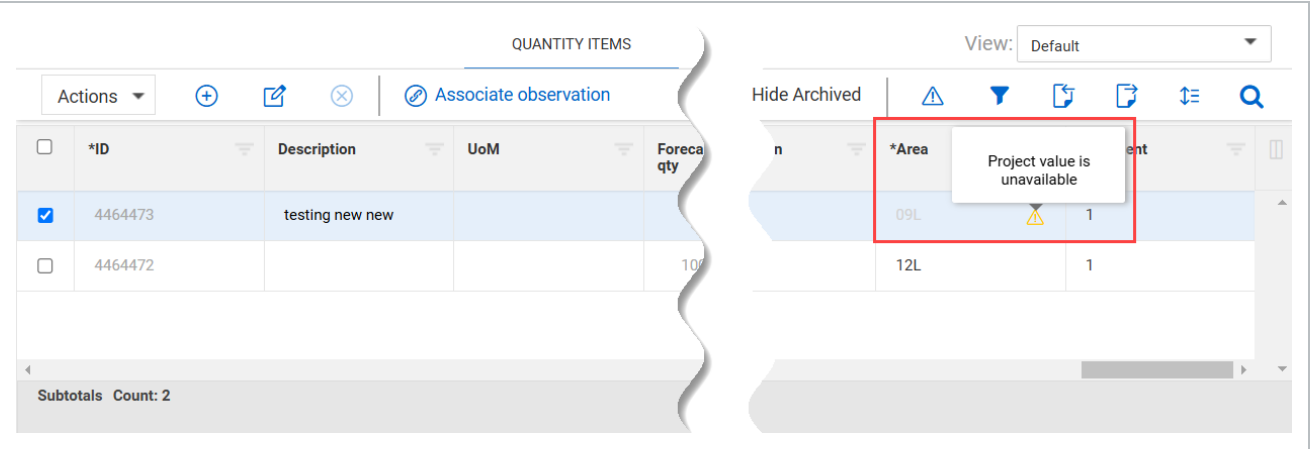 QUANTITY ITEMS
View: Default
Actions
Associate observation
Hide Archived
*ID Description UoM Foreca
qty
n *Area ent
Project value is
unavailable
4464473 testing new new 09L 1
4464472 100 12L 1
Subtotals Count: 2